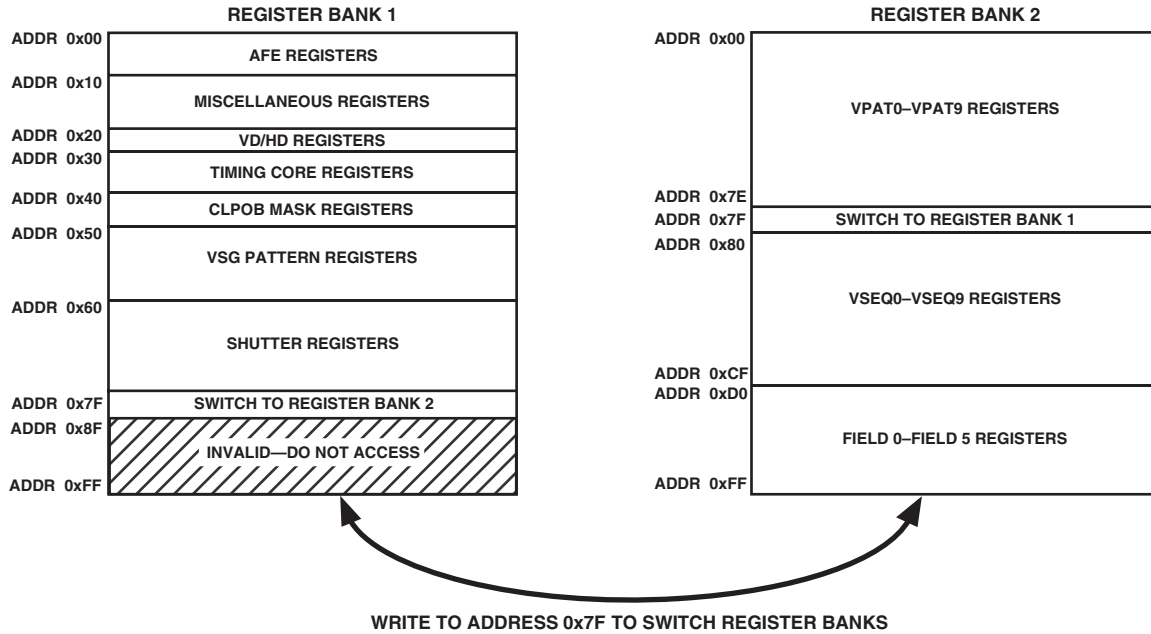 REGISTER BANK 1
ADDR 0x00
AFE REGISTERS
ADDR 0x10
MISCELLANEOUS REGISTERS
ADDR 0x20
VD/HD REGISTERS
ADDR 0x30
TIMING CORE REGISTERS
ADDR 0x40
CLPOB MASK REGISTERS
ADDR 0x50
VSG PATTERN REGISTERS
ADDR 0x60
SHUTTER REGISTERS
ADDR 0x7F
SWITCH TO REGISTER BANK 2
ADDR 0x8F
INVALID—DO NOT ACCESS
ADDR 0xFF
REGISTER BANK 2
ADDR 0x00
VPAT0–VPAT9 REGISTERS
ADDR 0x7E
ADDR 0x7F
SWITCH TO REGISTER BANK 1
ADDR 0x80
VSEQ0–VSEQ9 REGISTERS
ADDR 0xCF
ADDR 0xD0
FIELD 0–FIELD 5 REGISTERS
ADDR 0xFF
WRITE TO ADDRESS 0x7F TO SWITCH REGISTER BANKS